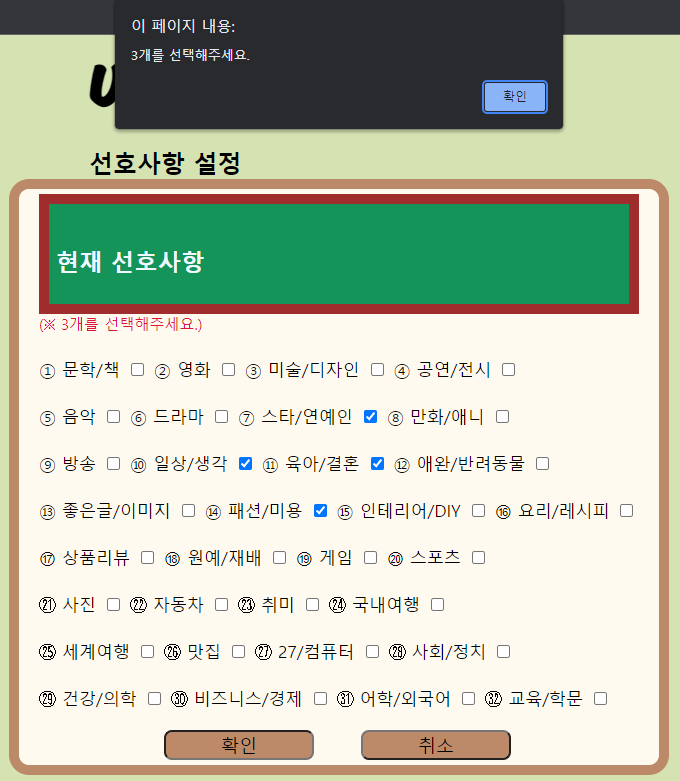 이 페이지 내용:
3개를 선택해주세요.
확인
선호사항 설정
현재 선호사항
(※ 3개를 선택해주세요.)
① 문학/책 ② 영화 ③ 미술/디자인 ④ 공연/전시
⑤ 음악 ⑥ 드라마 ⑦ 스타/연예인 ⑧ 만화/애니
⑨ 방송 ⑩ 일상/생각 ⑪ 육아/결혼 ⑫ 애완/반려동물
⑬ 좋은글/이미지 ⑭ 패션/미용 ⑮ 인테리어/DIY ⑯ 요리/레시피
⑰ 상품리뷰 ⑱ 원예/재배 ⑲ 게임 ⑳ 스포츠
㉑ 사진 ㉒ 자동차 ㉓ 취미 ㉔ 국내여행
㉕ 세계여행 ㉖ 맛집 ㉗ 27/컴퓨터 ㉘ 사회/정치
㉙ 건강/의학 ㉚ 비즈니스/경제 ㉛ 어학/외국어 ㉜ 교육/학문
확인 취소